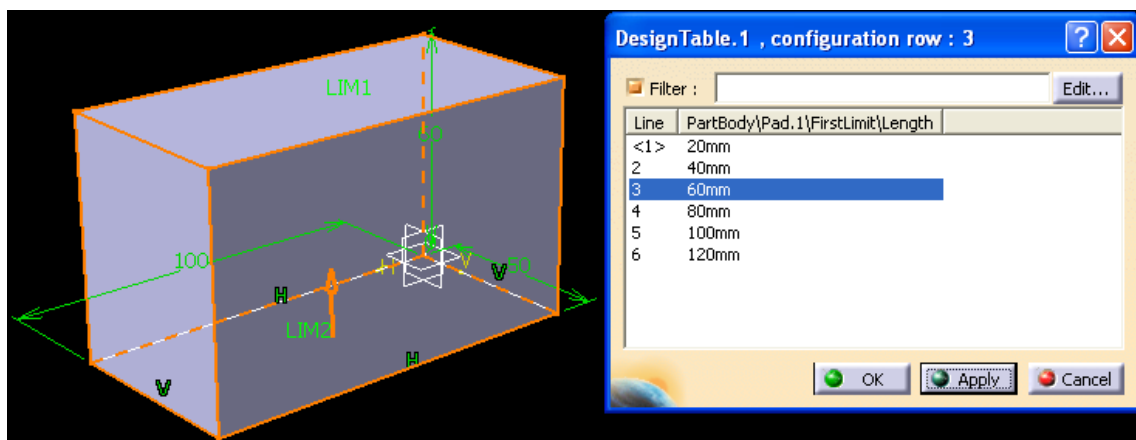 LIM1
60
100
H
V
50
V
H
LIM2
H
V
DesignTable.1 , configuration row : 3
Filter :
Edit...
Line PartBody\Pad.1\FirstLimit\Length
<1> 20mm
2 40mm
3 60mm
4 80mm
5 100mm
6 120mm
OK Apply Cancel